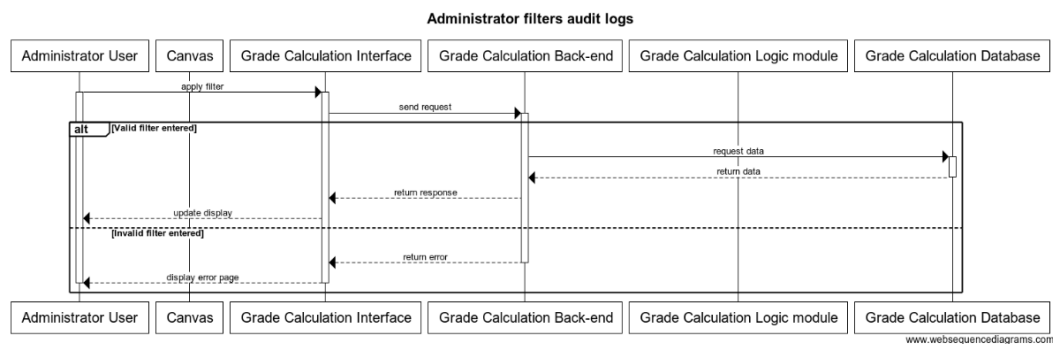 Administrator filters audit logs
Administrator User Canvas Grade Calculation Interface Grade Calculation Back-end Grade Calculation Logic module Grade Calculation Database
apply filter
send request
alt [Valid filter entered]
request data
return data
return response
update display
[Invalid filter entered]
return error
display error page
Administrator User Canvas Grade Calculation Interface Grade Calculation Back-end Grade Calculation Logic module Grade Calculation Database
www.websequencediagrams.com